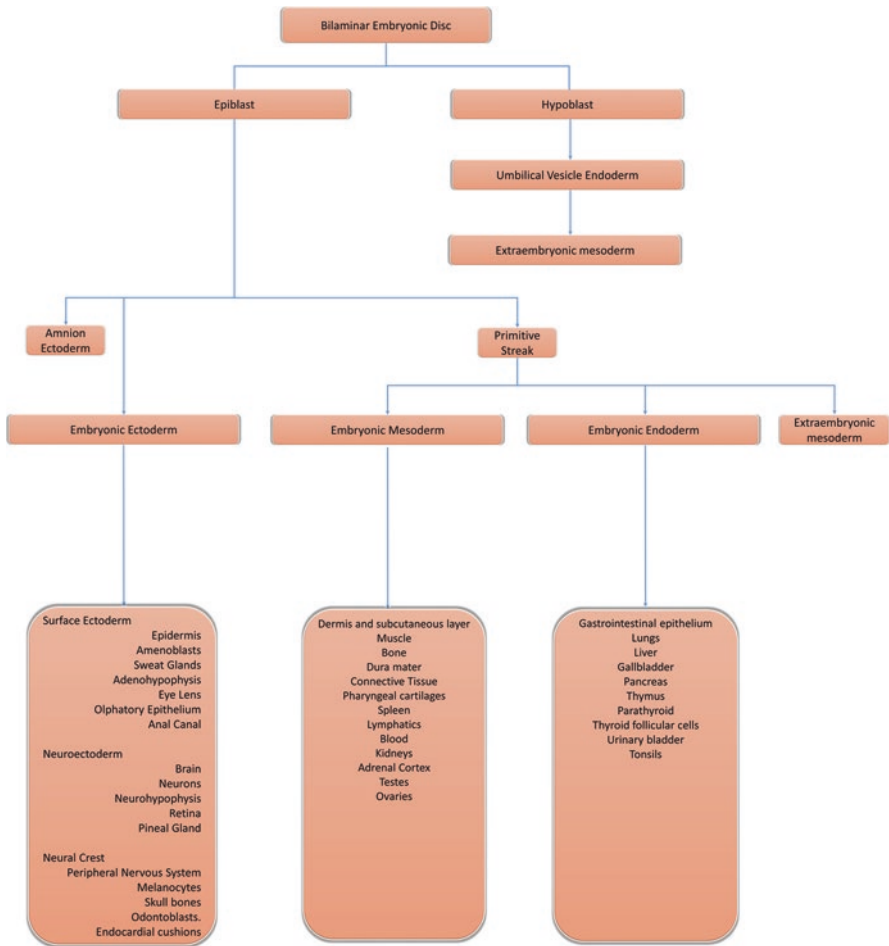 Bilaminar Embryonic Disc
Epiblast
Hypoblast
Umbilical Vesicle Endoderm
Extraembryonic mesoderm
Amnion
Ectoderm
Primitive
Streak
Embryonic Ectoderm
Embryonic Mesoderm
Embryonic Endoderm
Extraembryonic
mesoderm
Surface Ectoderm
Epidermis
Amenoblasts
Sweat Glands
Adenohypophysis
Eye Lens
Olphatory Epithelium
Anal Canal
Neuroectoderm
Brain
Neurons
Neurohypophysis
Retina
Pineal Gland
Neural Crest
Peripheral Nervous System
Melanocytes
Skull bones
Odontoblasts.
Endocardial cushions
Dermis and subcutaneous layer
Muscle
Bone
Dura mater
Connective Tissue
Pharyngeal cartilages
Spleen
Lymphatics
Blood
Kidneys
Adrenal Cortex
Testes
Ovaries
Gastrointestinal epithelium
Lungs
Liver
Gallbladder
Pancreas
Thymus
Parathyroid
Thyroid follicular cells
Urinary bladder
Tonsils